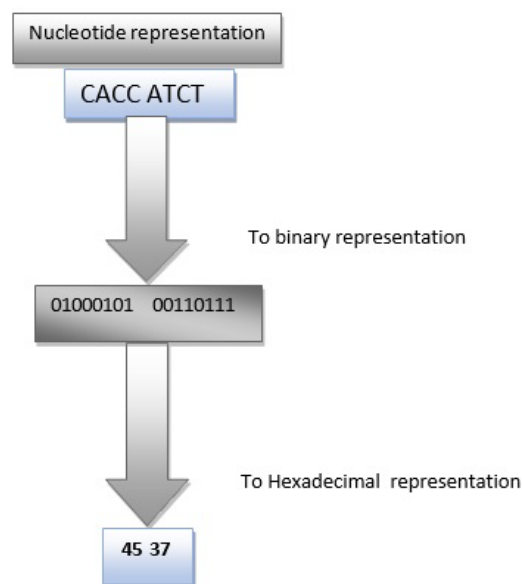 Nucleotide representation
CACC ATCT
To binary representation
01000101 00110111
To Hexadecimal representation
45 37